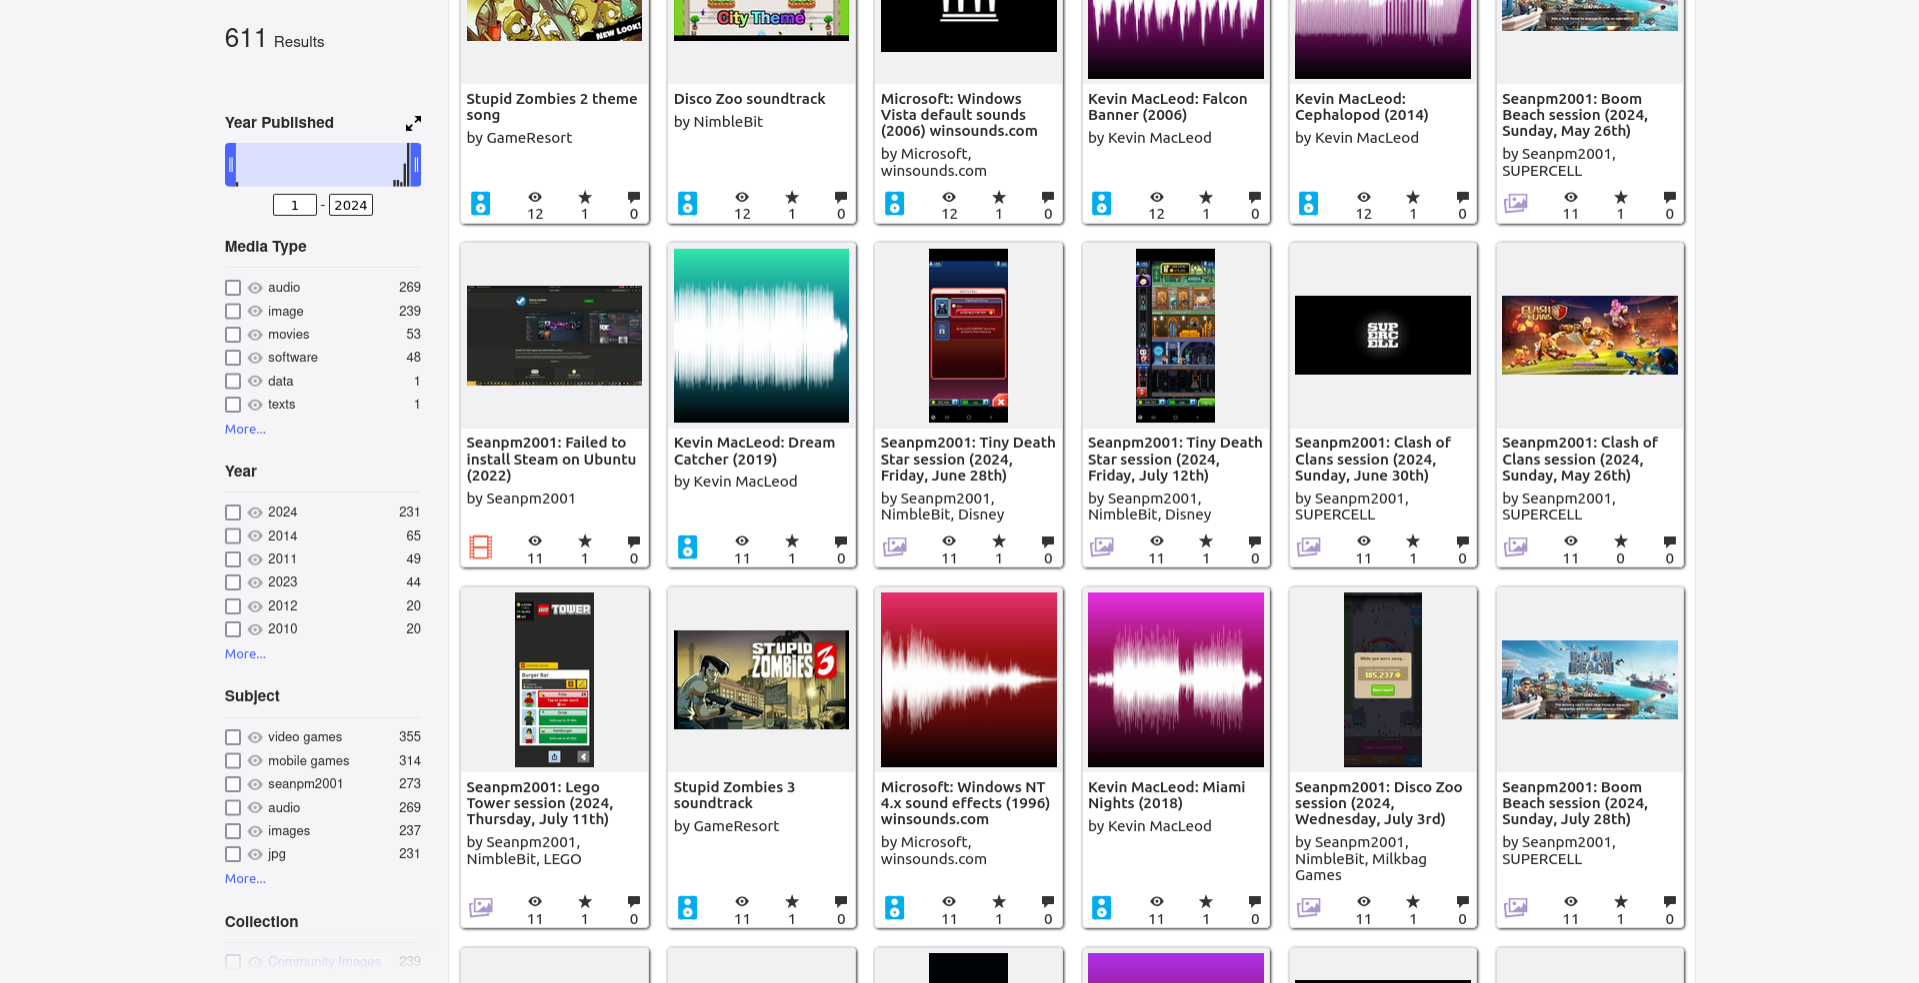 611 Results
Year Published
1 - 2024
Media Type
audio 269
image 239
movies 53
software 48
data 1
texts 1
More...
Year
2024 231
2014 65
2011 49
2023 44
2012 20
2010 20
More...
Subject
video games 355
mobile games 314
seanpm2001 273
audio 269
images 237
jpg 231
More...
Collection
Community Images 239
NEW LOOK!
Stupid Zombies 2 theme
song
by GameResort
12 1 0
City Theme
Disco Zoo soundtrack
by NimbleBit
12 1 0
Microsoft: Windows
Vista default sounds
(2006) winsounds.com
by Microsoft,
winsounds.com
12 1 0
Kevin MacLeod: Falcon
Banner (2006)
by Kevin MacLeod
12 1 0
Kevin MacLeod:
Cephalopod (2014)
by Kevin MacLeod
12 1 0
Seanpm2001: Boom
Beach session (2024,
Sunday, May 26th)
by Seanpm2001,
SUPERCELL
11 1 0
Seanpm2001: Failed to
install Steam on Ubuntu
(2022)
by Seanpm2001
11 1 0
Kevin MacLeod: Dream
Catcher (2019)
by Kevin MacLeod
11 1 0
Seanpm2001: Tiny Death
Star session (2024,
Friday, June 28th)
by Seanpm2001,
NimbleBit, Disney
11 1 0
Seanpm2001: Tiny Death
Star session (2024,
Friday, July 12th)
by Seanpm2001,
NimbleBit, Disney
11 1 0
SUP
ERC
ELL
Seanpm2001: Clash of
Clans session (2024,
Sunday, June 30th)
by Seanpm2001,
SUPERCELL
11 1 0
CLASH
OF CLANS
Seanpm2001: Clash of
Clans session (2024,
Sunday, May 26th)
by Seanpm2001,
SUPERCELL
11 0 0
LEGO TOWER
Burger Bar
Seanpm2001: Lego
Tower session (2024,
Thursday, July 11th)
by Seanpm2001,
NimbleBit, LEGO
11 1 0
STUPID
ZOMBIES 3
Stupid Zombies 3
soundtrack
by GameResort
11 1 0
Microsoft: Windows NT
4.x sound effects (1996)
winsounds.com
by Microsoft,
winsounds.com
11 1 0
Kevin MacLeod: Miami
Nights (2018)
by Kevin MacLeod
11 1 0
While you were away...
185,237
Seanpm2001: Disco Zoo
session (2024,
Wednesday, July 3rd)
by Seanpm2001,
NimbleBit, Milkbag
Games
11 1 0
BOOM
BEACH
Seanpm2001: Boom
Beach session (2024,
Sunday, July 28th)
by Seanpm2001,
SUPERCELL
11 1 0